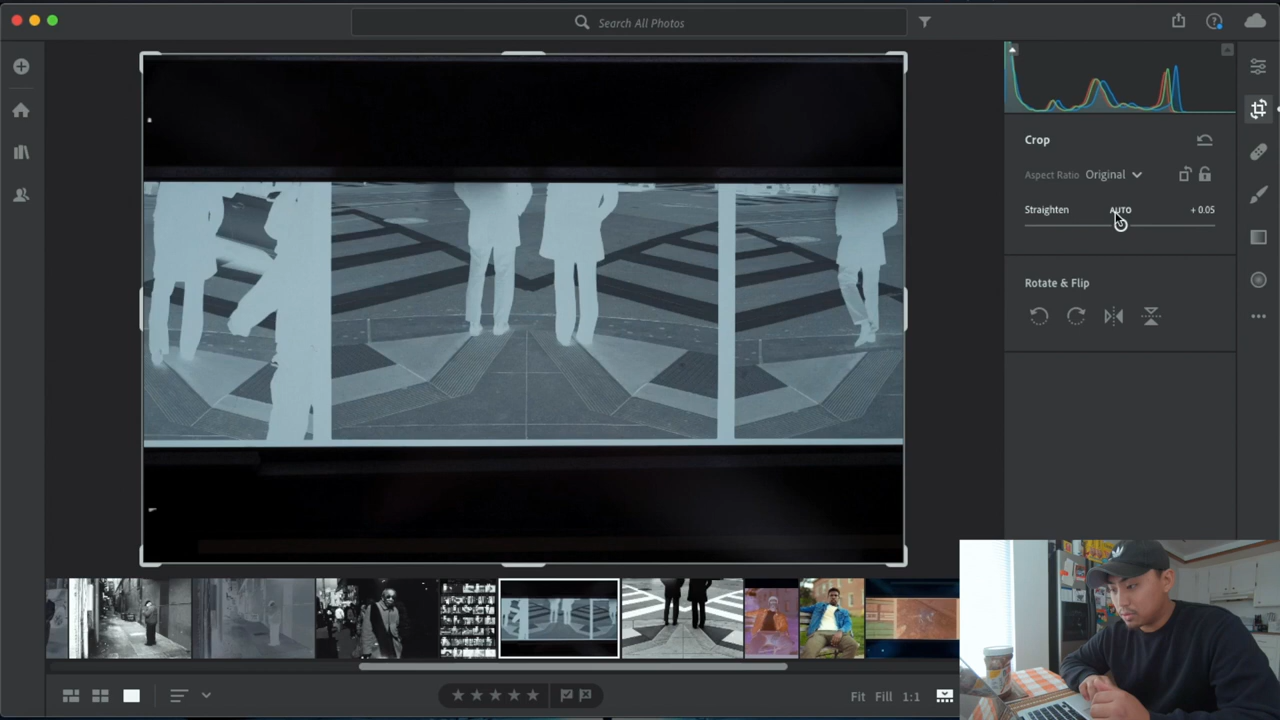 Search All Photos
Crop
Aspect Ratio Original
Straighten AUTO + 0.05
Rotate & Flip
Fit Fill 1:1